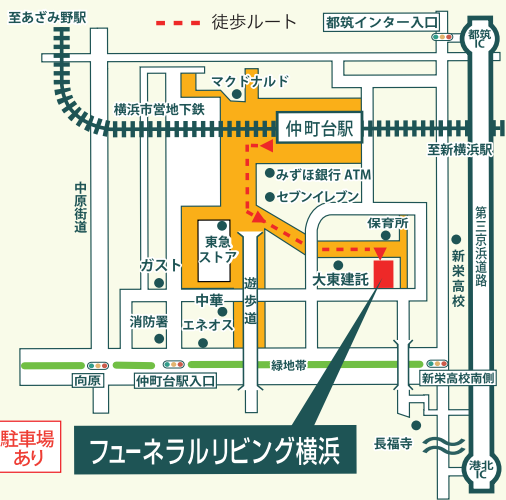 至あざみ野駅
徒歩ルート
都筑インター入口
都筑
IC
マクドナルド
横浜市営地下鉄
仲町台駅
至新横浜駅
みずほ銀行 ATM
セブンイレブン
中原街道
保育所
第三京浜道路
新栄高校
東急
ストア
ガスト
大東建託
遊歩道
中華
消防署
エネオス
緑地帯
向原
仲町台駅入口
新栄高校南側
駐車場
あり
フューネラルリビング横浜
長福寺
港北
IC